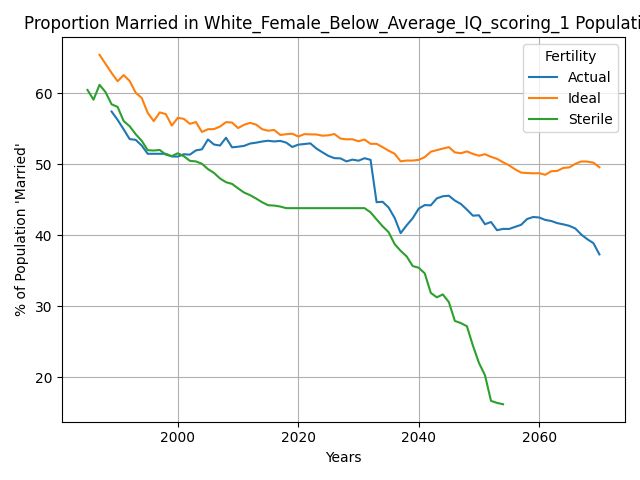 Proportion Married in White_Female_Below_Average_IQ_scoring_1 Populati
Fertility
Actual
Ideal
Sterile
% of Population 'Married'
60
50
40
30
20
2000
2020
2040
2060
Years